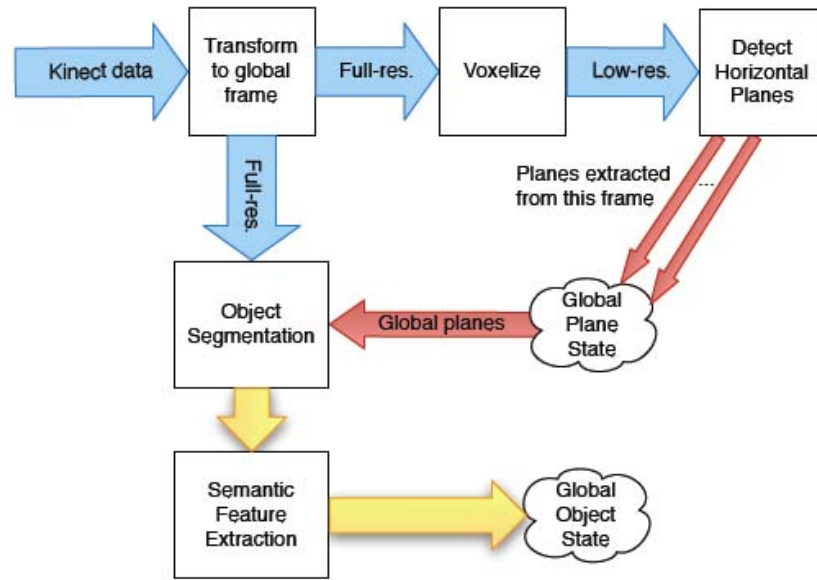 Kinect data
Transform
to global
frame
Full-res.
Voxelize
Low-res.
Detect
Horizontal
Planes
Full-res.
Planes extracted
from this frame
...
Object
Segmentation
Global planes
Global
Plane
State
Semantic
Feature
Extraction
Global
Object
State